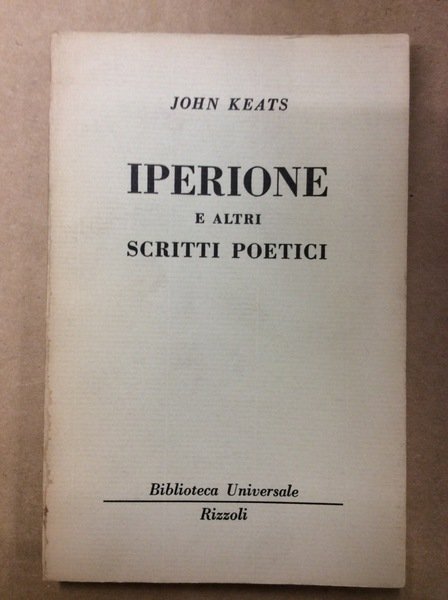 JOHN KEATS
IPERIONE
E ALTRI
SCRITTI POETICI
Biblioteca Universale
Rizzoli